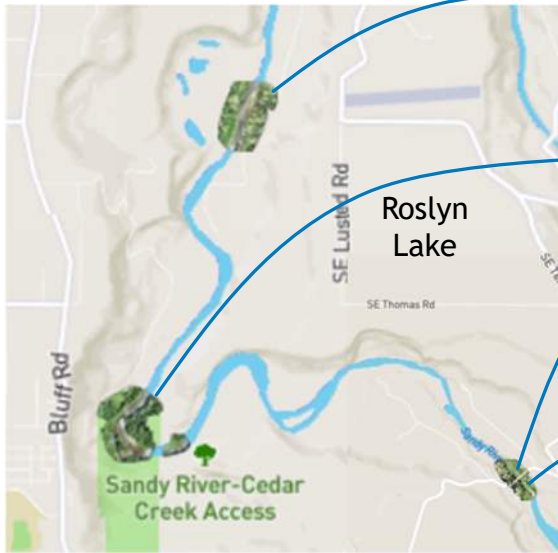 SE Lusted Rd
Roslyn
Lake
SE Thomas Rd
Bluff Rd
Sandy River-Cedar
Creek Access